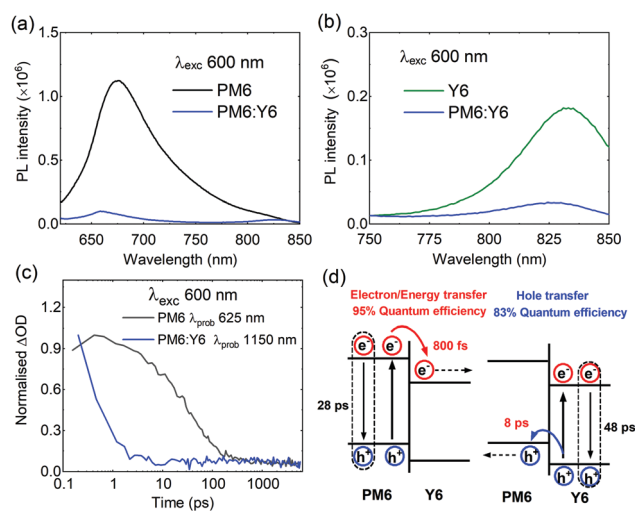 (a)
λexc 600 nm
PM6
PM6:Y6
PL intensity (×10⁶)
1.5
1.0
0.5
0.0
650 700 750 800 850
Wavelength (nm)
(b)
λexc 600 nm
Y6
PM6:Y6
PL intensity (×10⁶)
0.3
0.2
0.1
0.0
750 775 800 825 850
Wavelength (nm)
(c)
λexc 600 nm
PM6 λprob 625 nm
PM6:Y6 λprob 1150 nm
Normalised ΔOD
1.2
0.9
0.6
0.3
0.0
0.1 1 10 100 1000
Time (ps)
(d)
Electron/Energy transfer
95% Quantum efficiency
Hole transfer
83% Quantum efficiency
e⁻ e⁻ 800 fs
e⁻
28 ps
h⁺ h⁺
PM6 Y6
e⁻ e⁻
8 ps 48 ps
h⁺
h⁺ h⁺
PM6 Y6